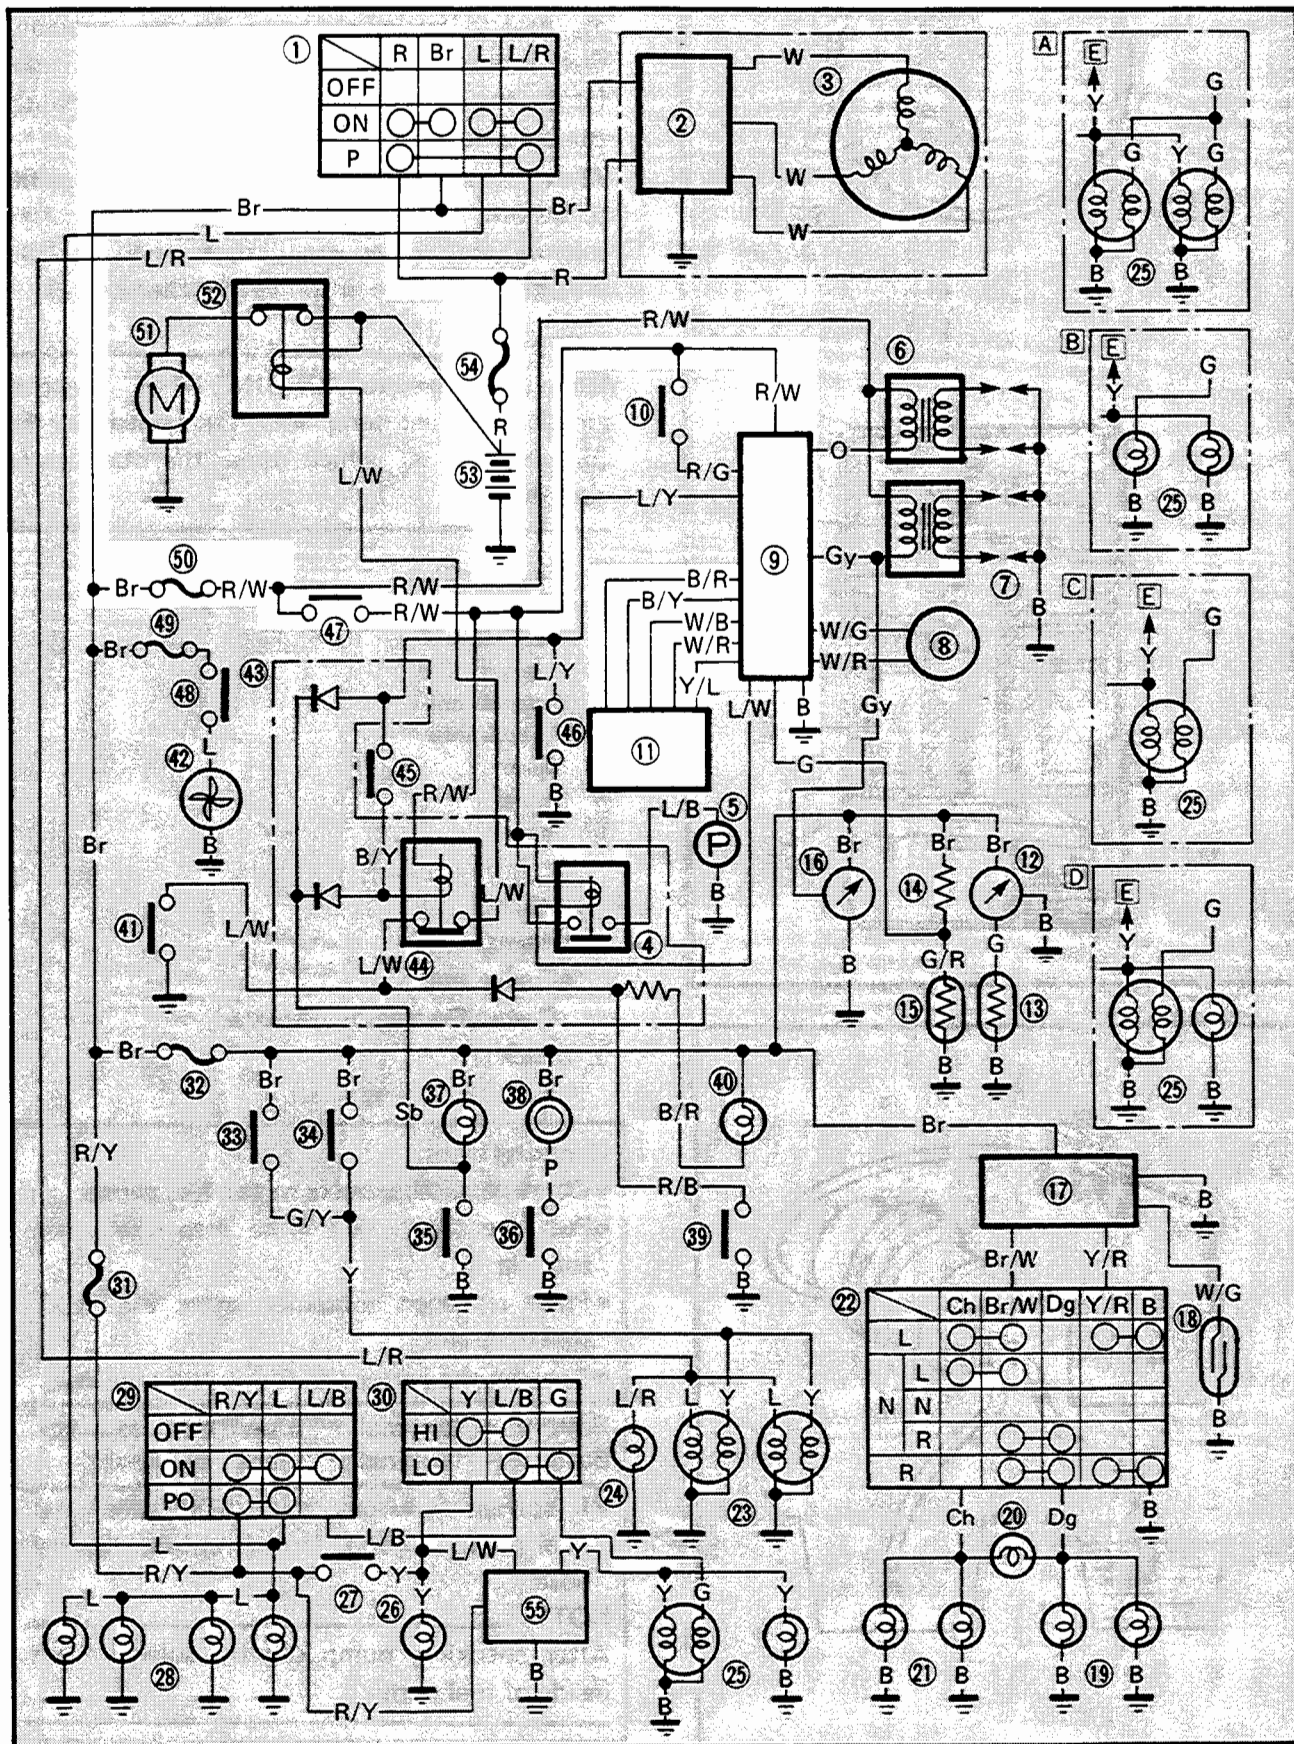 ① R Br L L/R
OFF
ON
P
W
②
③
W
W
A
E
G
Y
G
Y
G
B
㉕
B
Br
Br
L
L/R
R
52
51
M
54
R
53
L/W
R/W
⑥
⑩
R/W
R/G
O
L/Y
⑨
Gy
B
E
G
Y
B
㉕
B
50
Br
R/W
R/W
R/W
㊼
B/R
B/Y
W/B
W/R
Y/L
W/G
W/R
⑧
⑦
B
C
E
G
Y
B
㉕
㊾
Br
㊽
㊸
L
㊷
B
L/Y
㊻
B
L/W
B
Gy
⑪
G
㊺
R/W
L/B
⑤
P
B
B/Y
L/W
④
Br
Br
⑯
Br
Br
⑫
⑭
B
B
G/R
G
⑮
⑬
B
B
D
E
G
Y
B
㉕
B
㊶
L/W
L/W
㊹
Br
㉜
Br
Br
㉝
㉞
Sb
Br
㊲
Br
㊳
P
B/R
㊵
R/B
R/Y
G/Y
㉟
㊱
㊴
B
B
B
Y
㉛
Br
⑰
B
Br/W
Y/R
W/G
⑱
B
㉒ Ch Br/W Dg Y/R B
L
L
N N
R
R
L/R
㉙ R/Y L L/B
OFF
ON
PO
㉚ Y L/B G
HI
LO
L/R
L
Y
L
Y
㉔
㉓
Ch
⑳
Dg
B
L
L/B
R/Y
㉗
Y
L/W
Y
L
L
㉘
㉖
Y
55
B
R/Y
Y
G
Y
B
㉕
B
B
㉑
B
B
⑲
B